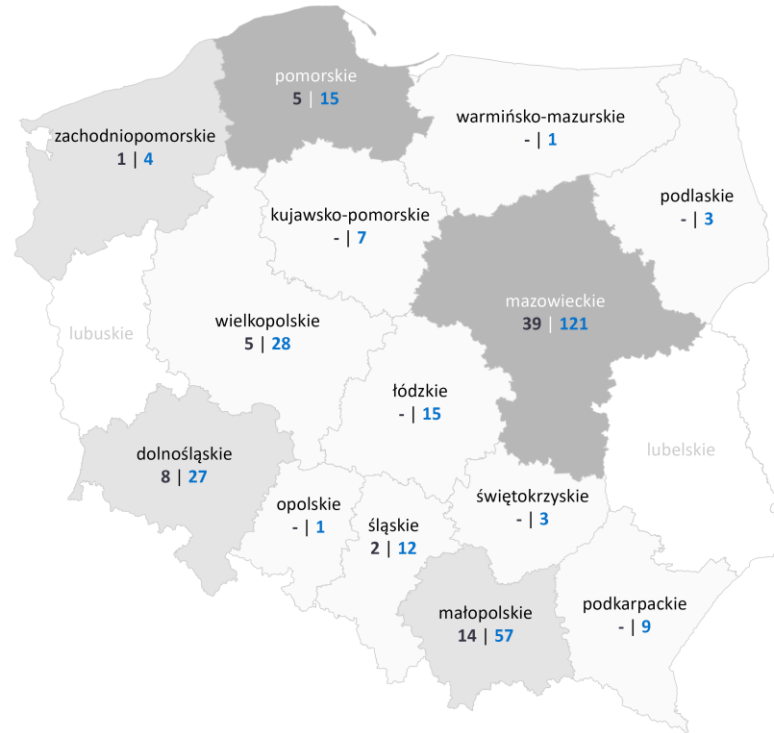 pomorskie
5 | 15
zachodniopomorskie
1 | 4
warmińsko-mazurskie
- | 1
podlaskie
- | 3
kujawsko-pomorskie
- | 7
mazowieckie
39 | 121
wielkopolskie
5 | 28
lubuskie
łódzkie
- | 15
dolnośląskie
8 | 27
lubelskie
opolskie
- | 1
śląskie
2 | 12
świętokrzyskie
- | 3
małopolskie
14 | 57
podkarpackie
- | 9